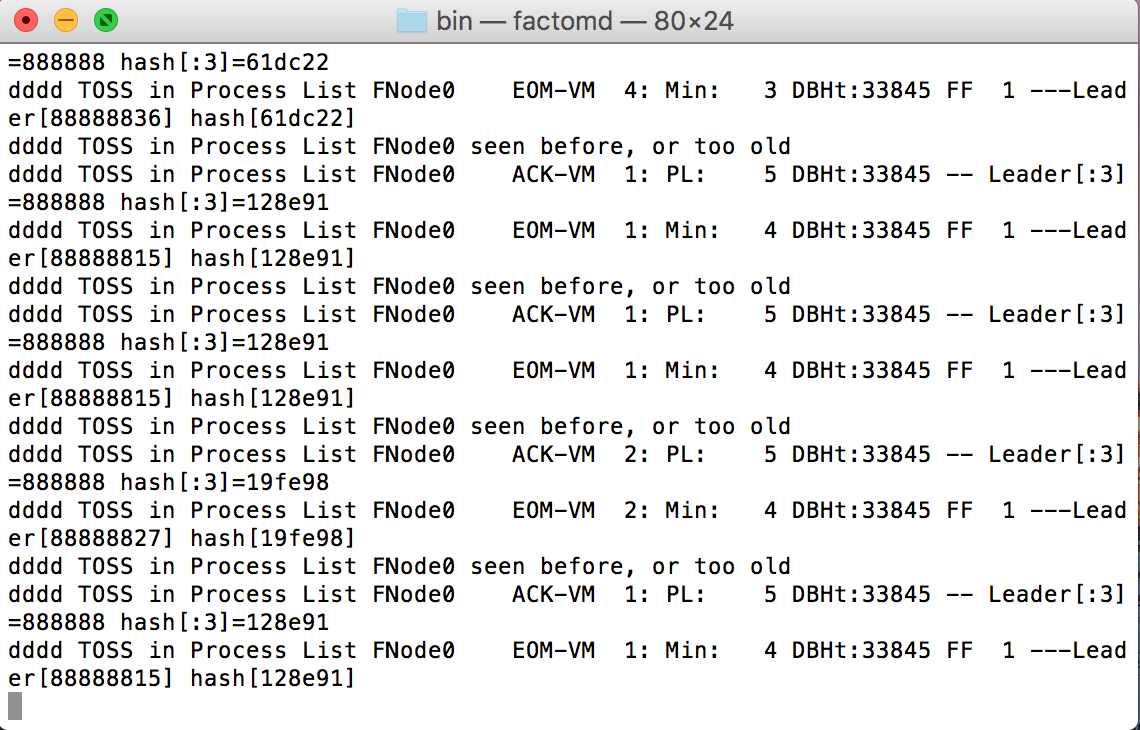 bin — factomd — 80×24
=888888 hash[:3]=61dc22
dddd TOSS in Process List FNode0    EOM-VM  4: Min:   3 DBHt:33845 FF  1 ---Lead
er[88888836] hash[61dc22]
dddd TOSS in Process List FNode0 seen before, or too old
dddd TOSS in Process List FNode0    ACK-VM  1: PL:    5 DBHt:33845 -- Leader[:3]
=888888 hash[:3]=128e91
dddd TOSS in Process List FNode0    EOM-VM  1: Min:   4 DBHt:33845 FF  1 ---Lead
er[88888815] hash[128e91]
dddd TOSS in Process List FNode0 seen before, or too old
dddd TOSS in Process List FNode0    ACK-VM  1: PL:    5 DBHt:33845 -- Leader[:3]
=888888 hash[:3]=128e91
dddd TOSS in Process List FNode0    EOM-VM  1: Min:   4 DBHt:33845 FF  1 ---Lead
er[88888815] hash[128e91]
dddd TOSS in Process List FNode0 seen before, or too old
dddd TOSS in Process List FNode0    ACK-VM  2: PL:    5 DBHt:33845 -- Leader[:3]
=888888 hash[:3]=19fe98
dddd TOSS in Process List FNode0    EOM-VM  2: Min:   4 DBHt:33845 FF  1 ---Lead
er[88888827] hash[19fe98]
dddd TOSS in Process List FNode0 seen before, or too old
dddd TOSS in Process List FNode0    ACK-VM  1: PL:    5 DBHt:33845 -- Leader[:3]
=888888 hash[:3]=128e91
dddd TOSS in Process List FNode0    EOM-VM  1: Min:   4 DBHt:33845 FF  1 ---Lead
er[88888815] hash[128e91]